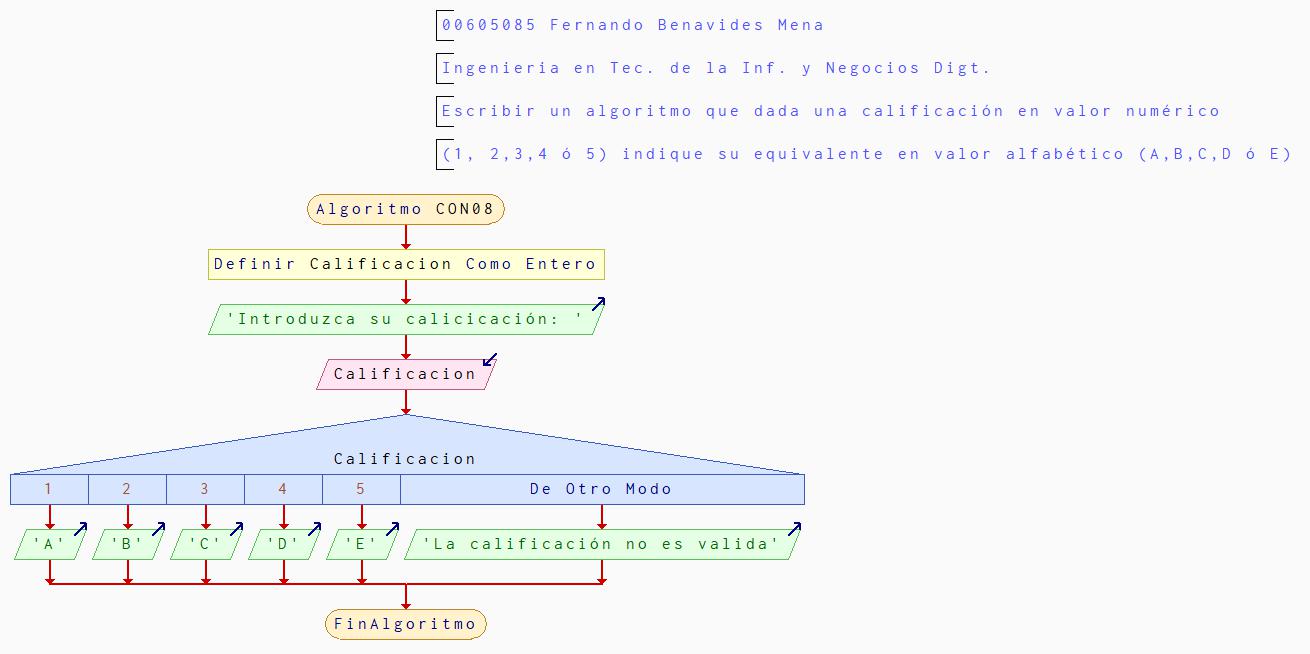 00605085 Fernando Benavides Mena
Ingenieria en Tec. de la Inf. y Negocios Digt.
Escribir un algoritmo que dada una calificación en valor numérico
(1, 2,3,4 ó 5) indique su equivalente en valor alfabético (A,B,C,D ó E)
Algoritmo CON08
Definir Calificacion Como Entero
'Introduzca su calicicación: '
Calificacion
Calificacion
1 2 3 4 5 De Otro Modo
'A' 'B' 'C' 'D' 'E' 'La calificación no es valida'
FinAlgoritmo